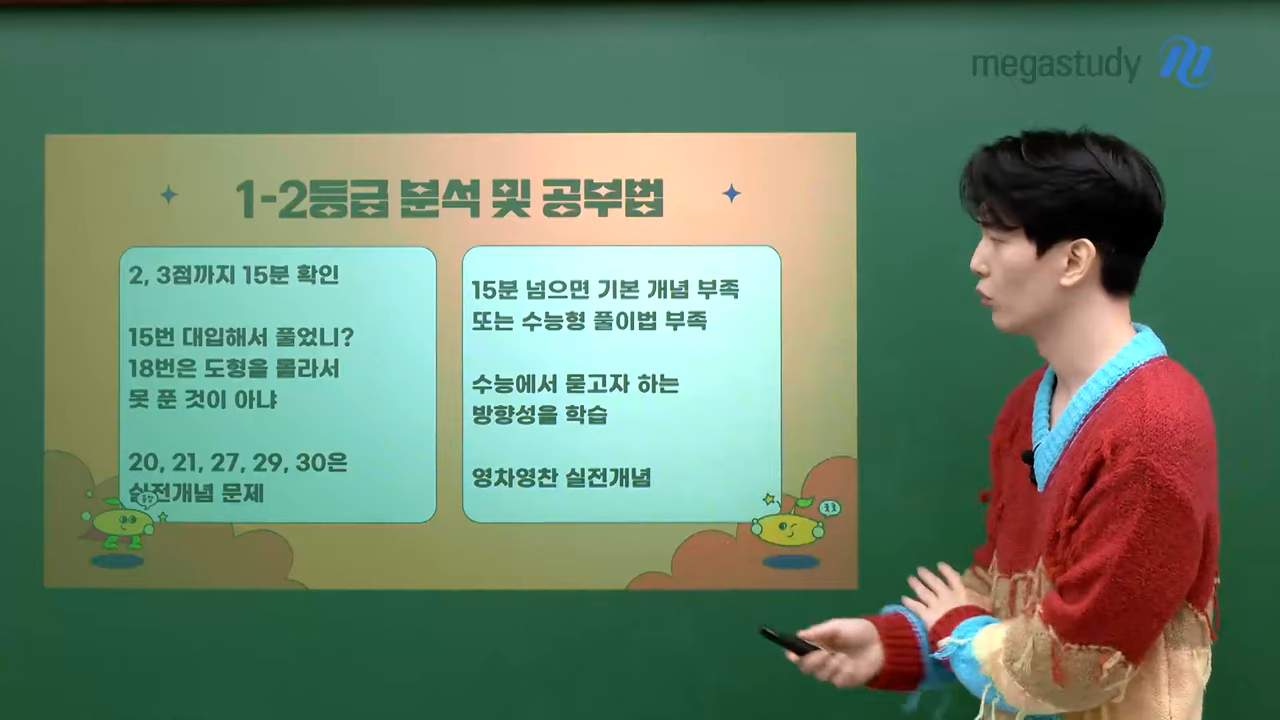 megastudy
1-2등급 분석 및 공부법
2, 3점까지 15분 확인
15번 대입해서 풀었니?
18번은 도형을 몰라서
못 푼 것이 아냐
20, 21, 27, 29, 30은
실전개념 문제
15분 넘으면 기본 개념 부족
또는 수능형 풀이법 부족
수능에서 묻고자 하는
방향성을 학습
영차영찬 실전개념